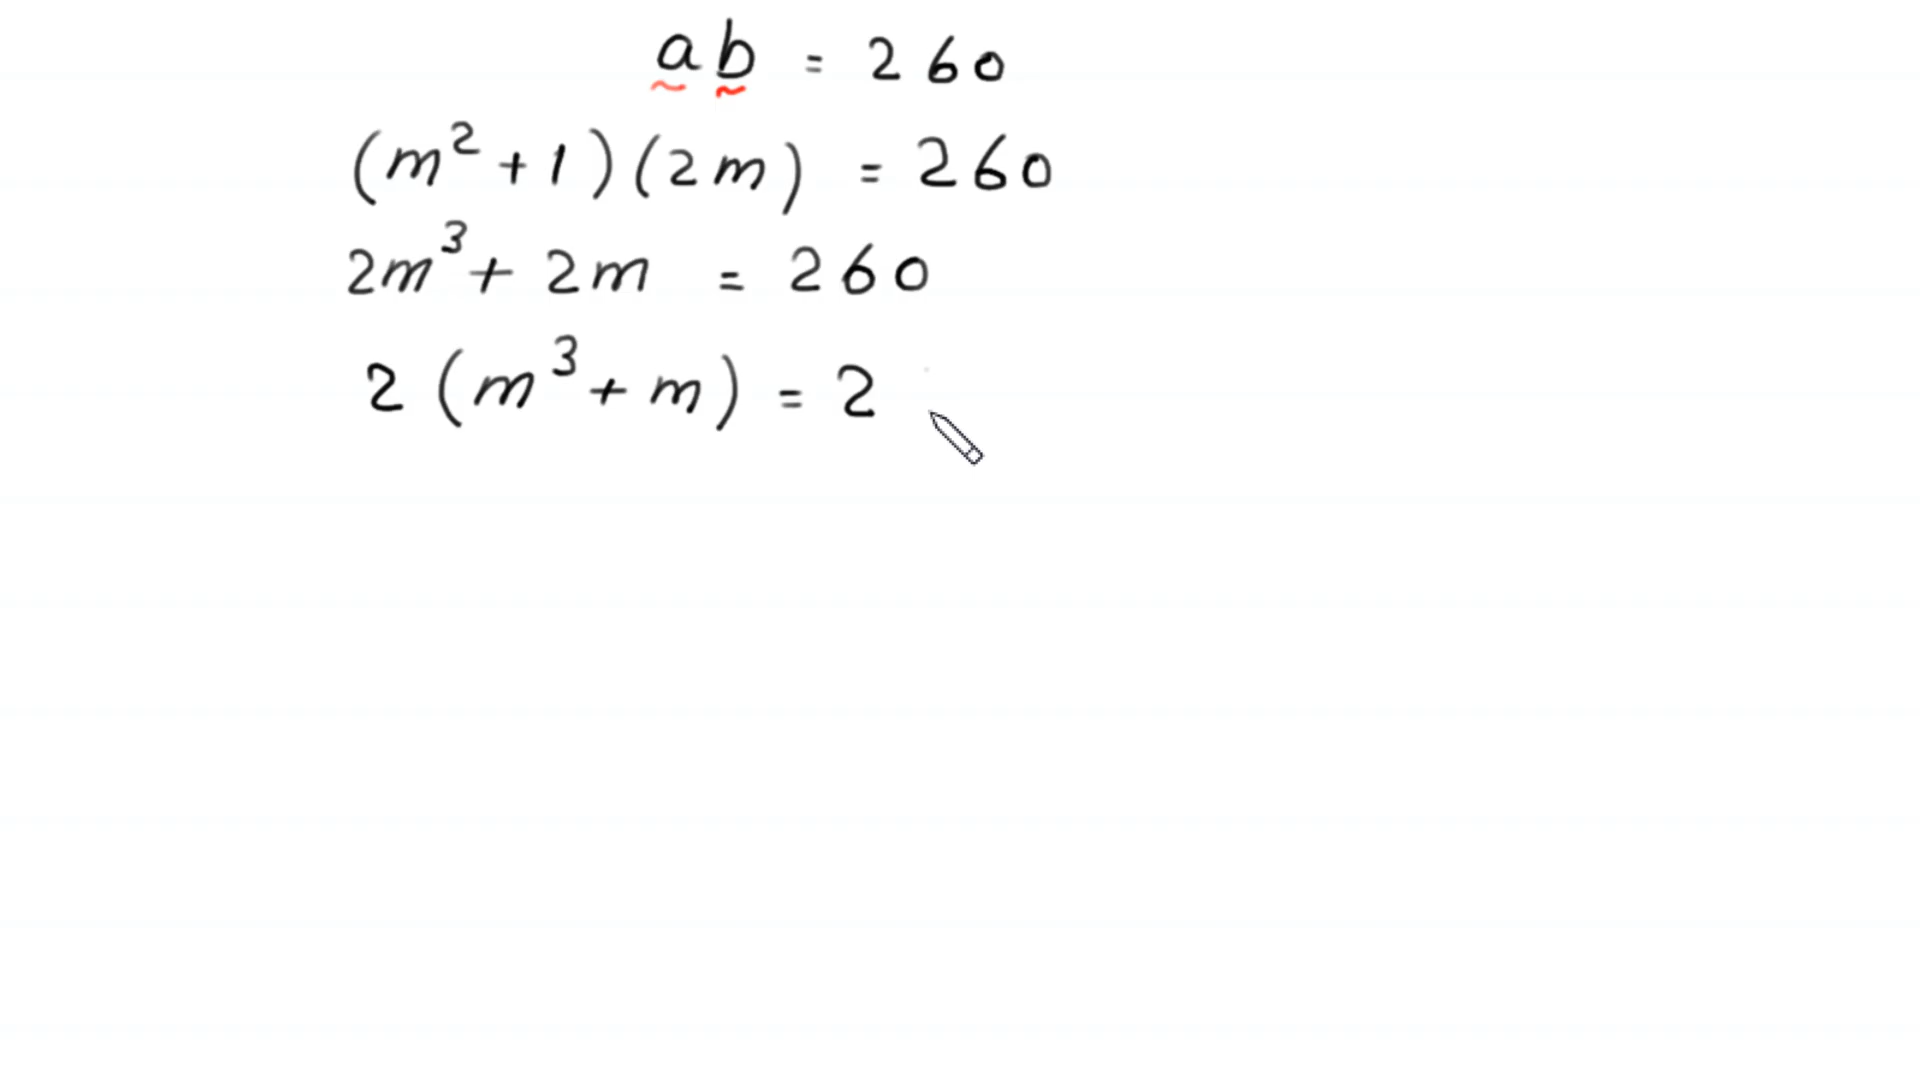 ab = 260
(m² + 1)(2m) = 260
2m³ + 2m = 260
2(m³ + m) = 2